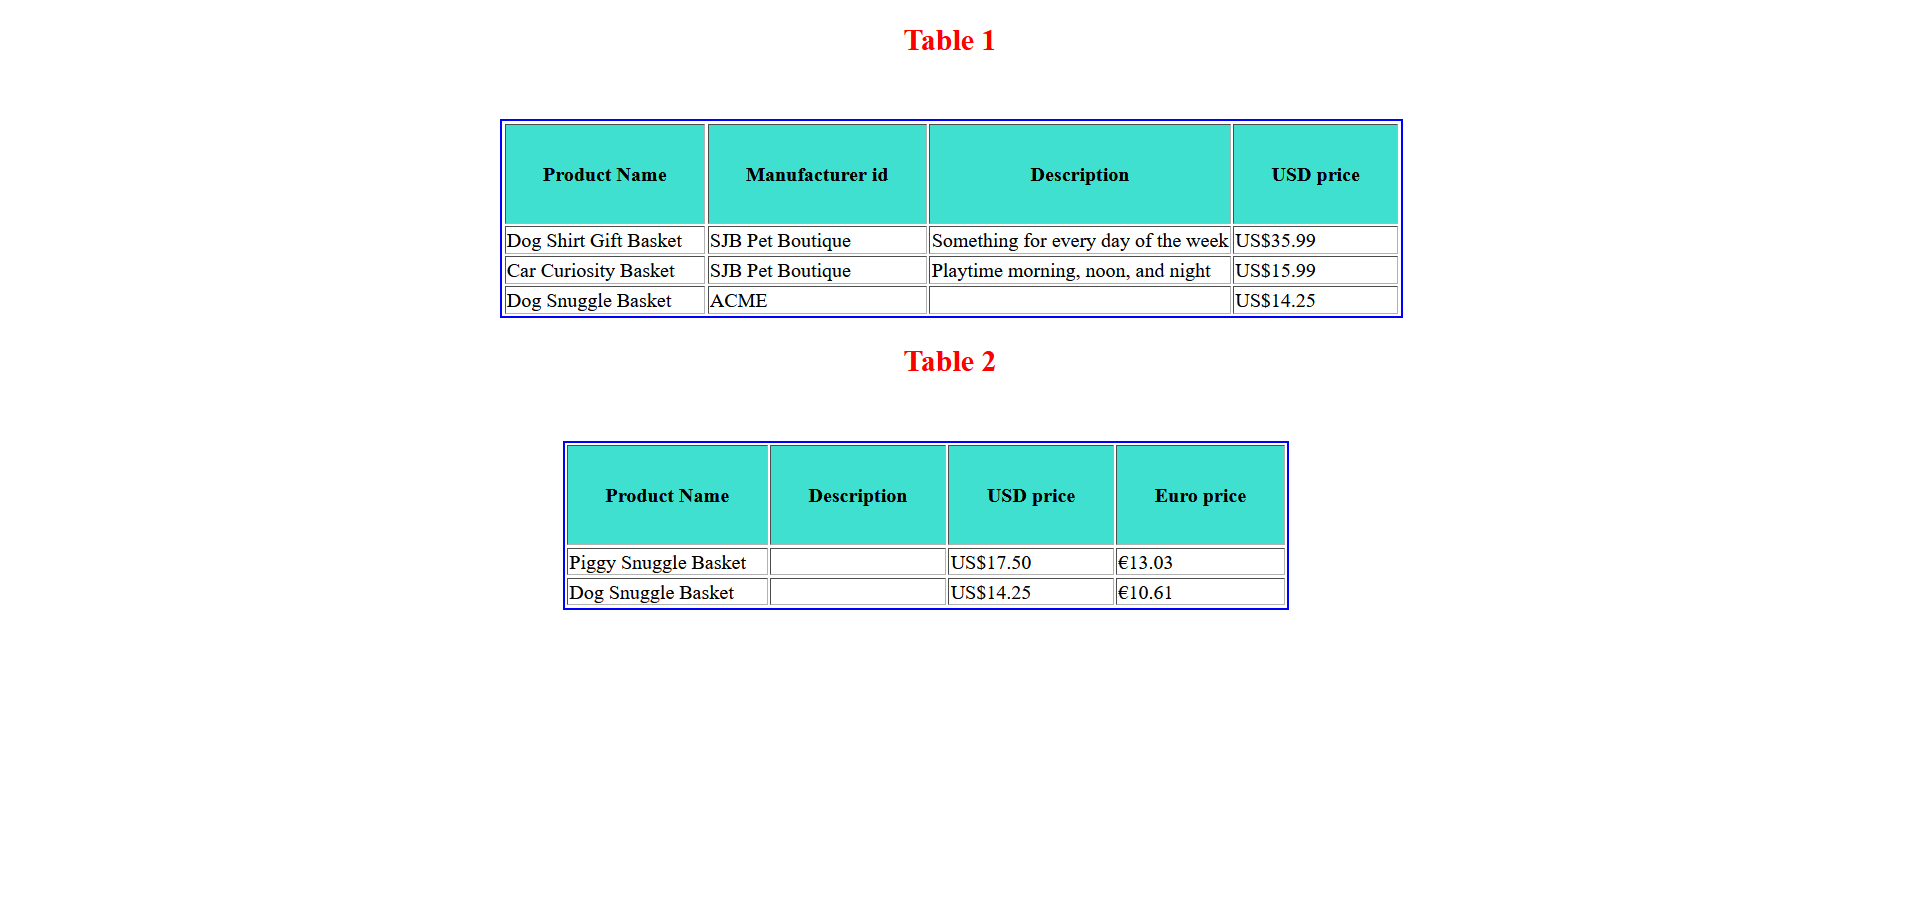 Table 1
Product Name Manufacturer id Description USD price
Dog Shirt Gift Basket SJB Pet Boutique Something for every day of the week US$35.99
Car Curiosity Basket SJB Pet Boutique Playtime morning, noon, and night US$15.99
Dog Snuggle Basket ACME US$14.25
Table 2
Product Name Description USD price Euro price
Piggy Snuggle Basket US$17.50 €13.03
Dog Snuggle Basket US$14.25 €10.61